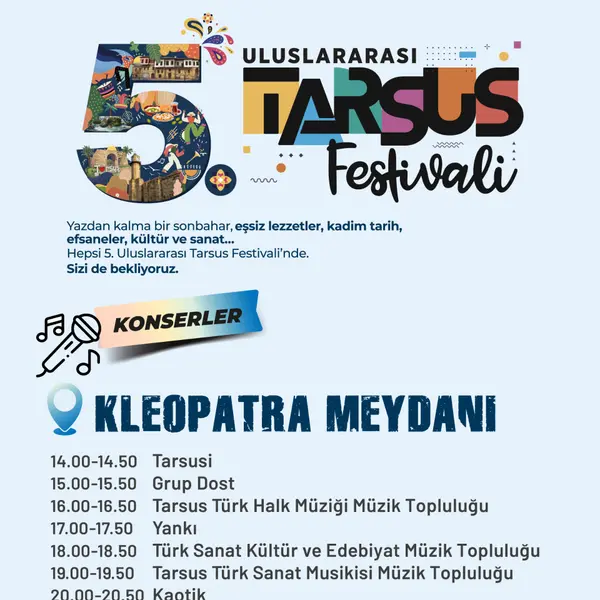 5.
ULUSLARARASI
TARSUS
Festivali
Yazdan kalma bir sonbahar, eşsiz lezzetler, kadim tarih,
efsaneler, kültür ve sanat...
Hepsi 5. Uluslararası Tarsus Festivali’nde.
Sizi de bekliyoruz.
KONSERLER
KLEOPATRA MEYDANI
14.00-14.50 Tarsusi
15.00-15.50 Grup Dost
16.00-16.50 Tarsus Türk Halk Müziği Müzik Topluluğu
17.00-17.50 Yankı
18.00-18.50 Türk Sanat Kültür ve Edebiyat Müzik Topluluğu
19.00-19.50 Tarsus Türk Sanat Musikisi Müzik Topluluğu
20.00-20.50 Kaotik